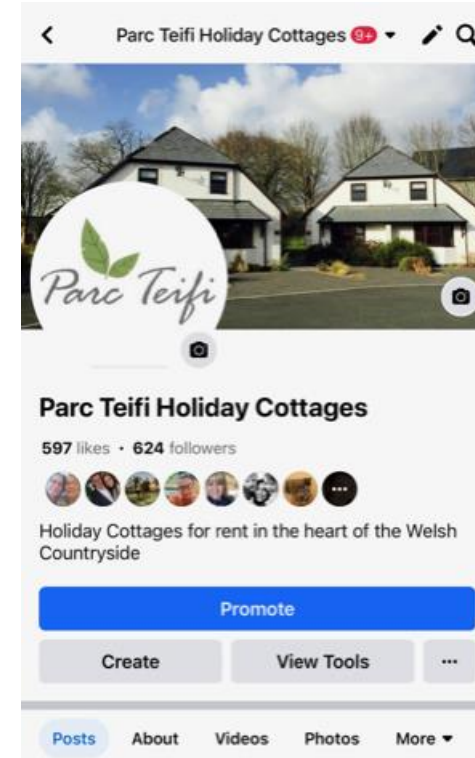 Parc Teifi Holiday Cottages 9+
Parc Teifi
Parc Teifi Holiday Cottages
597 likes · 624 followers
Holiday Cottages for rent in the heart of the Welsh
Countryside
Promote
Create View Tools
Posts About Videos Photos More